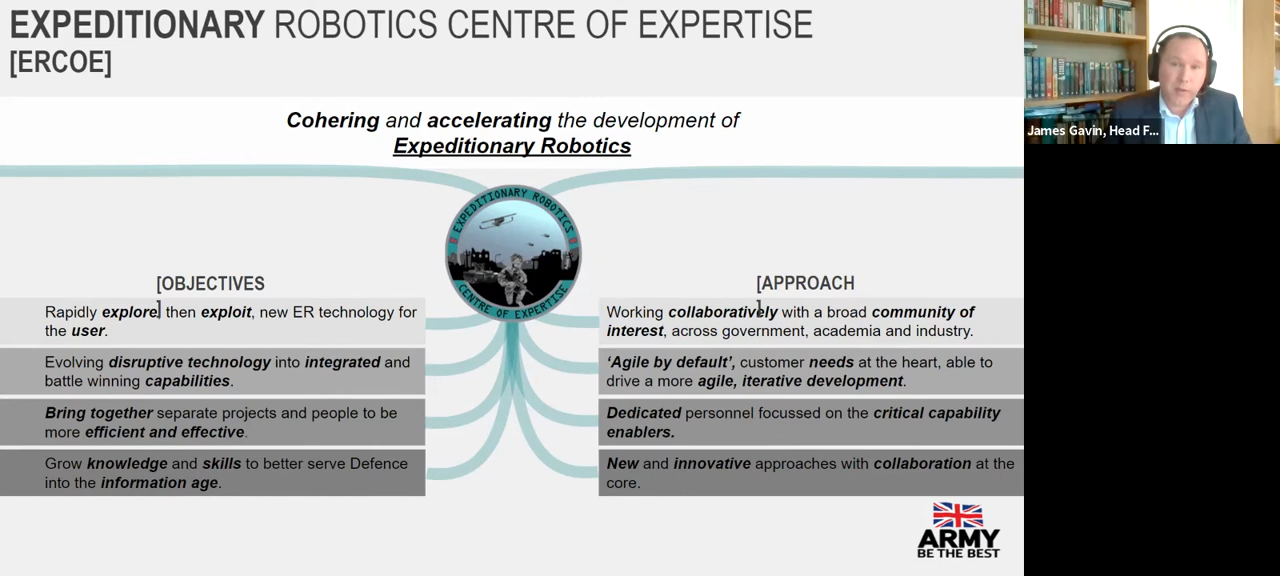 EXPEDITIONARY ROBOTICS CENTRE OF EXPERTISE
[ERCOE]
James Gavin, Head F...
Cohering and accelerating the development of
Expeditionary Robotics
EXPEDITIONARY ROBOTICS
CENTRE OF EXPERTISE
[OBJECTIVES
]
Rapidly explore, then exploit, new ER technology for
the user.
Evolving disruptive technology into integrated and
battle winning capabilities.
Bring together separate projects and people to be
more efficient and effective.
Grow knowledge and skills to better serve Defence
into the information age.
[APPROACH
]
Working collaboratively with a broad community of
interest, across government, academia and industry.
‘Agile by default’, customer needs at the heart, able to
drive a more agile, iterative development.
Dedicated personnel focussed on the critical capability
enablers.
New and innovative approaches with collaboration at the
core.
ARMY
BE THE BEST